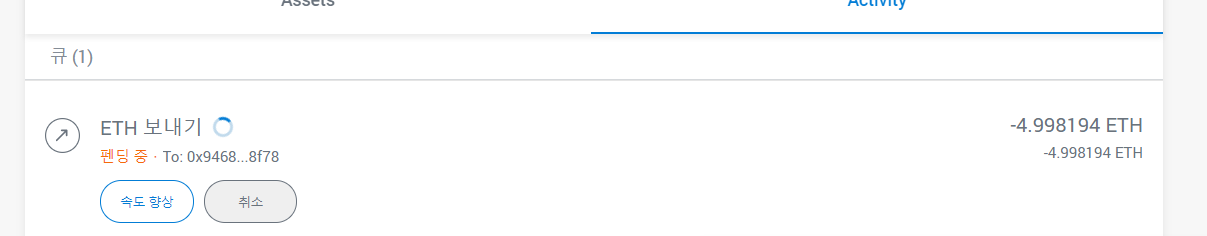 Assets
Activity
큐 (1)
ETH 보내기
-4.998194 ETH
펜딩 중 · To: 0x9468...8f78
-4.998194 ETH
속도 향상
취소